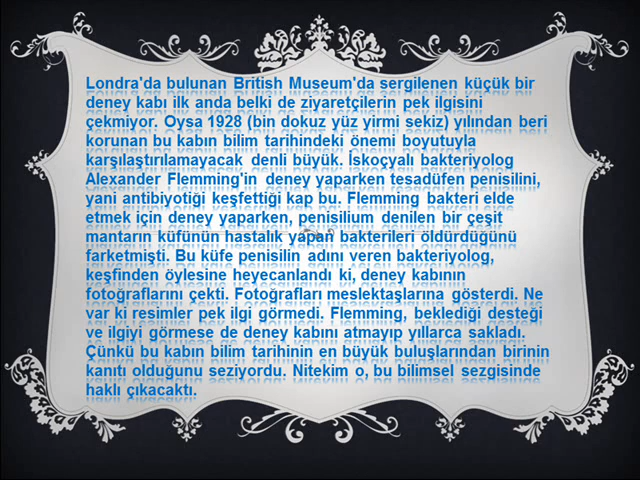 Londra'da bulunan British Museum'da sergilenen küçük bir
deney kabı ilk anda belki de ziyaretçilerin pek ilgisini
çekmiyor. Oysa 1928 (bin dokuz yüz yirmi sekiz) yılından beri
korunan bu kabın bilim tarihindeki önemi boyutuyla
karşılaştırılamayacak denli büyük. İskoçyalı bakteriyolog
Alexander Flemming'in deney yaparken tesadüfen penisilini,
yani antibiyotiği keşfettiği kap bu. Flemming bakteri elde
etmek için deney yaparken, penisilium denilen bir çeşit
mantarın küfünün hastalık yapan bakterileri öldürdüğünü
farketmişti. Bu küfe penisilin adını veren bakteriyolog,
keşfinden öylesine heyecanlandı ki, deney kabının
fotoğraflarını çekti. Fotoğrafları meslektaşlarına gösterdi. Ne
var ki resimler pek ilgi görmedi. Flemming, beklediği desteği
ve ilgiyi görmese de deney kabını atmayıp yıllarca sakladı.
Çünkü bu kabın bilim tarihinin en büyük buluşlarından birinin
kanıtı olduğunu seziyordu. Nitekim o, bu bilimsel sezgisinde
haklı çıkacaktı.